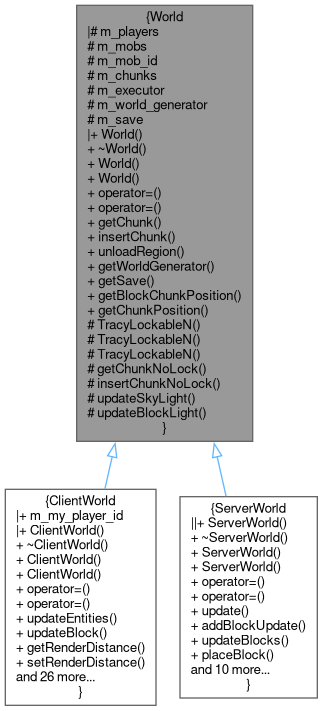 {World
|# m_players
# m_mobs
# m_mob_id
# m_chunks
# m_executor
# m_world_generator
# m_save
|+ World()
+ ~World()
+ World()
+ World()
+ operator=()
+ operator=()
+ getChunk()
+ insertChunk()
+ unloadRegion()
+ getWorldGenerator()
+ getSave()
+ getBlockChunkPosition()
+ getChunkPosition()
# TracyLockableN()
# TracyLockableN()
# TracyLockableN()
# getChunkNoLock()
# insertChunkNoLock()
# updateSkyLight()
# updateBlockLight()
}
{ClientWorld
|+ m_my_player_id
|+ ClientWorld()
+ ~ClientWorld()
+ ClientWorld()
+ ClientWorld()
+ operator=()
+ operator=()
+ updateEntities()
+ updateBlock()
+ getRenderDistance()
+ setRenderDistance()
and 26 more...
}
{ServerWorld
||+ ServerWorld()
+ ~ServerWorld()
+ ServerWorld()
+ ServerWorld()
+ operator=()
+ operator=()
+ update()
+ addBlockUpdate()
+ updateBlocks()
+ placeBlock()
and 10 more...
}